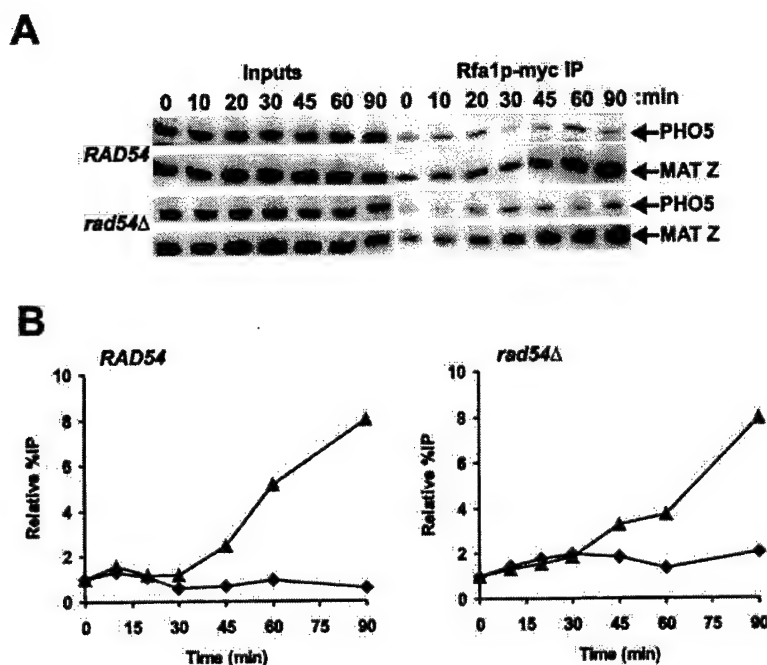 A
Inputs Rfa1p-myc IP
0 10 20 30 45 60 90 0 10 20 30 45 60 90 :min
RAD54
PHO5
MAT Z
rad54Δ
PHO5
MAT Z
B
RAD54
rad54Δ
Relative %IP
10
8
6
4
2
0
0 15 30 45 60 75 90
Time (min)
Relative %IP
10
8
6
4
2
0
0 15 30 45 60 75 90
Time (min)